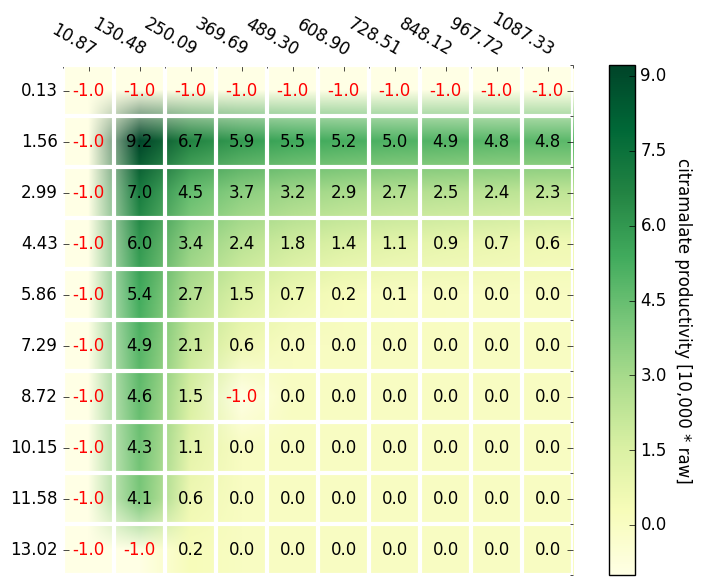 10.87 130.48 250.09 369.69 489.30 608.90 728.51 848.12 967.72 1087.33
0.13 -1.0 -1.0 -1.0 -1.0 -1.0 -1.0 -1.0 -1.0 -1.0 -1.0
1.56 -1.0 9.2 6.7 5.9 5.5 5.2 5.0 4.9 4.8 4.8
2.99 -1.0 7.0 4.5 3.7 3.2 2.9 2.7 2.5 2.4 2.3
4.43 -1.0 6.0 3.4 2.4 1.8 1.4 1.1 0.9 0.7 0.6
5.86 -1.0 5.4 2.7 1.5 0.7 0.2 0.1 0.0 0.0 0.0
7.29 -1.0 4.9 2.1 0.6 0.0 0.0 0.0 0.0 0.0 0.0
8.72 -1.0 4.6 1.5 -1.0 0.0 0.0 0.0 0.0 0.0 0.0
10.15 -1.0 4.3 1.1 0.0 0.0 0.0 0.0 0.0 0.0 0.0
11.58 -1.0 4.1 0.6 0.0 0.0 0.0 0.0 0.0 0.0 0.0
13.02 -1.0 -1.0 0.2 0.0 0.0 0.0 0.0 0.0 0.0 0.0
9.0
7.5
6.0
4.5
3.0
1.5
0.0
citramalate productivity [10,000 * raw]